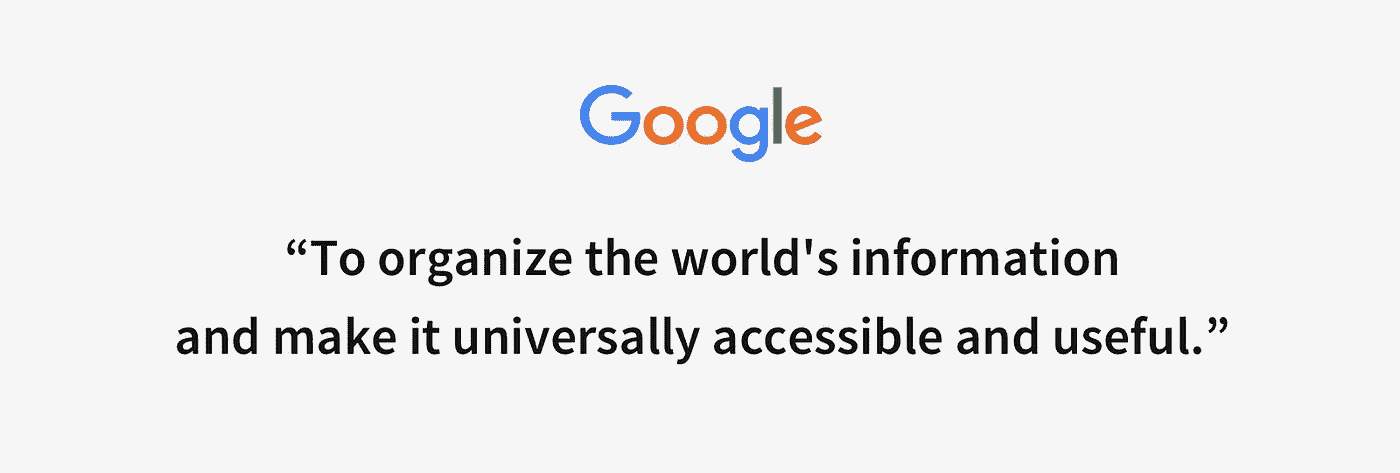 Google
“To organize the world's information
and make it universally accessible and useful.”